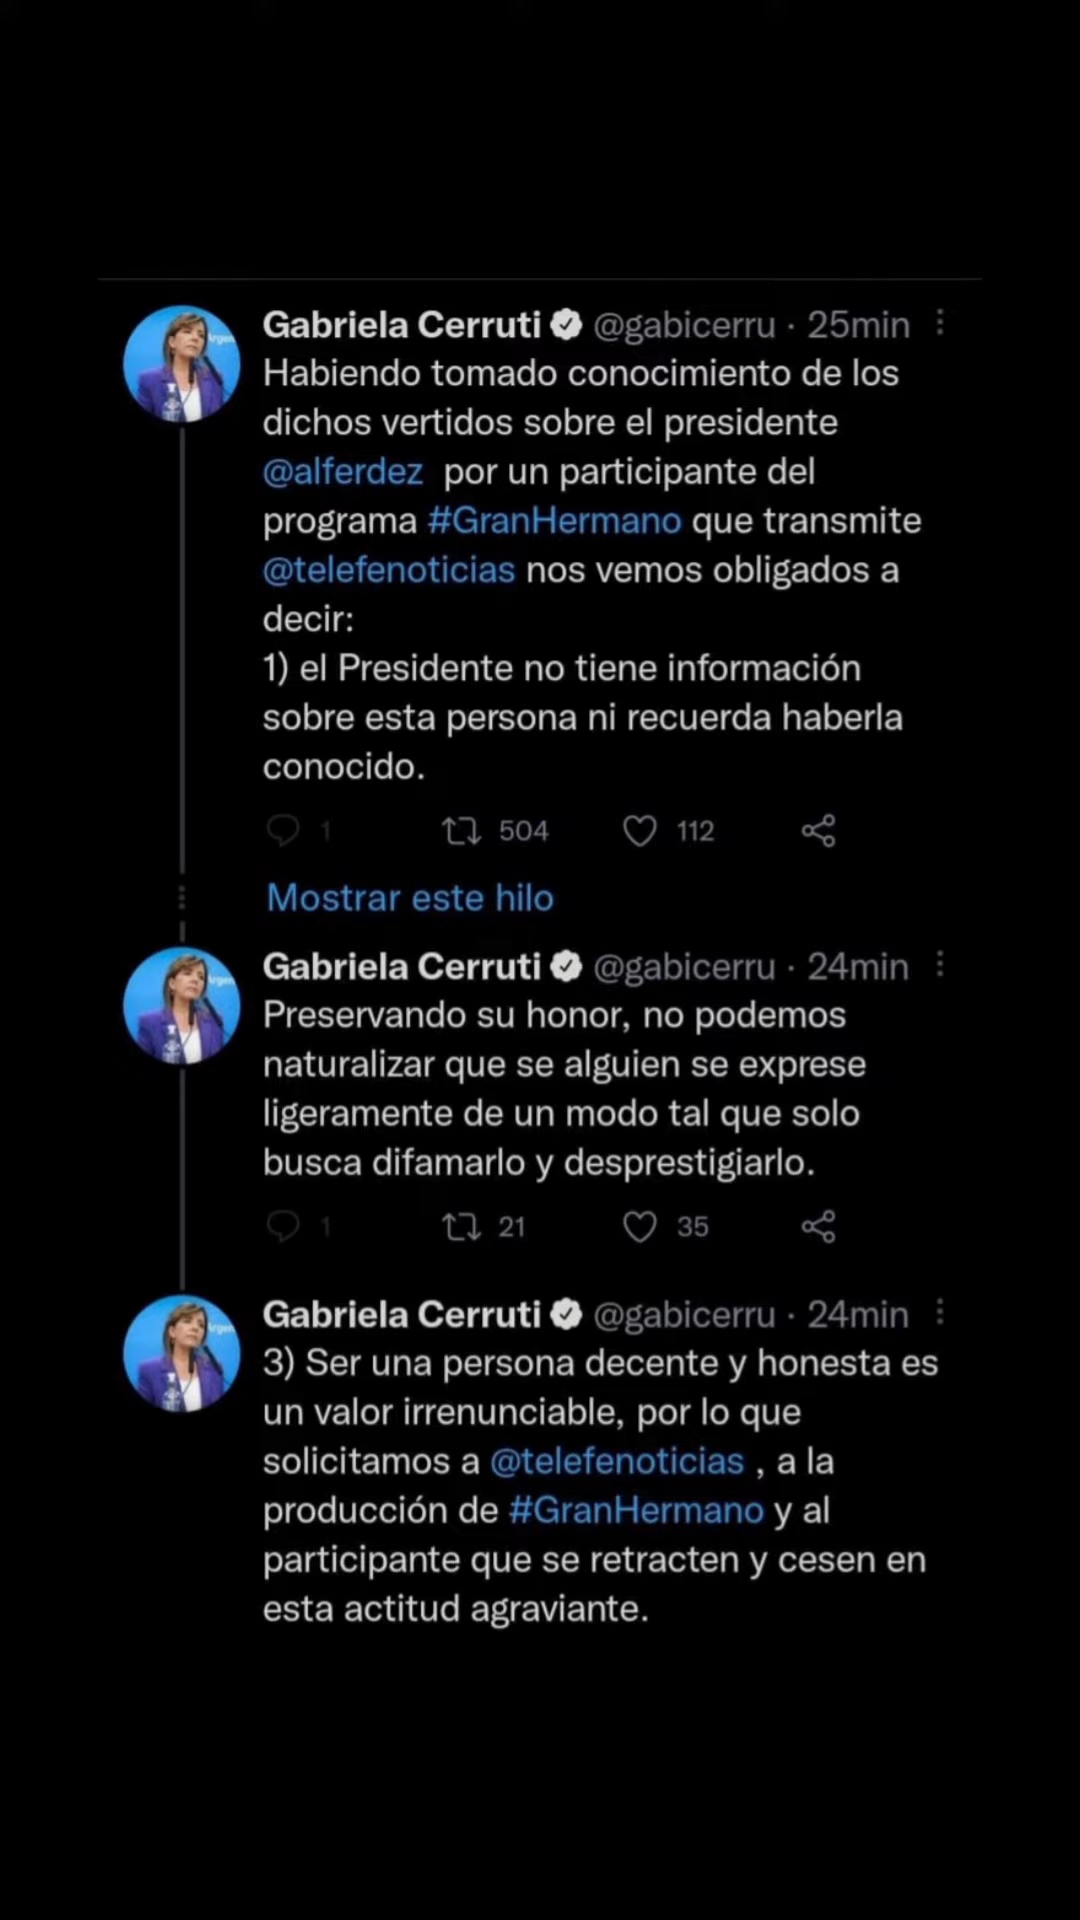 Gabriela Cerruti @gabicerru · 25min
Habiendo tomado conocimiento de los
dichos vertidos sobre el presidente
@alferdez por un participante del
programa #GranHermano que transmite
@telefenoticias nos vemos obligados a
decir:
1) el Presidente no tiene información
sobre esta persona ni recuerda haberla
conocido.
1 504 112
Mostrar este hilo
Gabriela Cerruti @gabicerru · 24min
Preservando su honor, no podemos
naturalizar que se alguien se exprese
ligeramente de un modo tal que solo
busca difamarlo y desprestigiarlo.
1 21 35
Gabriela Cerruti @gabicerru · 24min
3) Ser una persona decente y honesta es
un valor irrenunciable, por lo que
solicitamos a @telefenoticias , a la
producción de #GranHermano y al
participante que se retracten y cesen en
esta actitud agraviante.